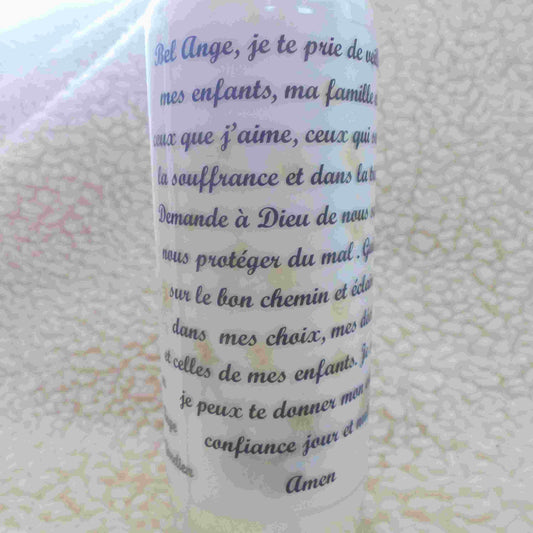 Bel Ange, je te prie de
mes enfants, ma famille
ceux que j'aime, ceux qui
la souffrance et dans la
Demande à Dieu de nous
nous protéger du mal .
sur le bon chemin et
dans mes choix, mes
et celles de mes enfants.
je peux te donner mon
confiance jour et
Amen